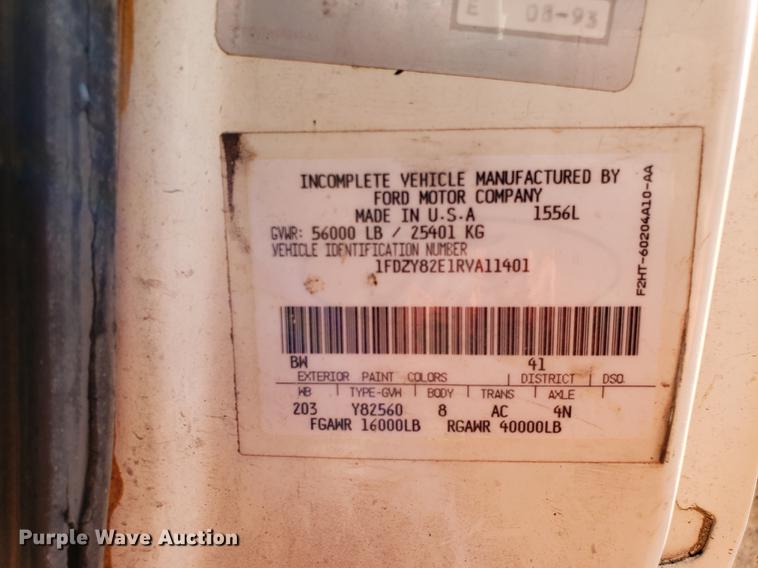 E 08-93
INCOMPLETE VEHICLE MANUFACTURED BY
FORD MOTOR COMPANY
MADE IN U.S.A 1556L
GVWR: 56000 LB / 25401 KG
VEHICLE IDENTIFICATION NUMBER
1FDZY82E1RVA11401
F2HT-60204A10-AA
BW 41
EXTERIOR PAINT COLORS DISTRICT DSO
WB TYPE-GVW BODY TRANS AXLE
203 Y82560 8 AC 4N
FGAWR 16000LB RGAWR 40000LB
Purple Wave Auction